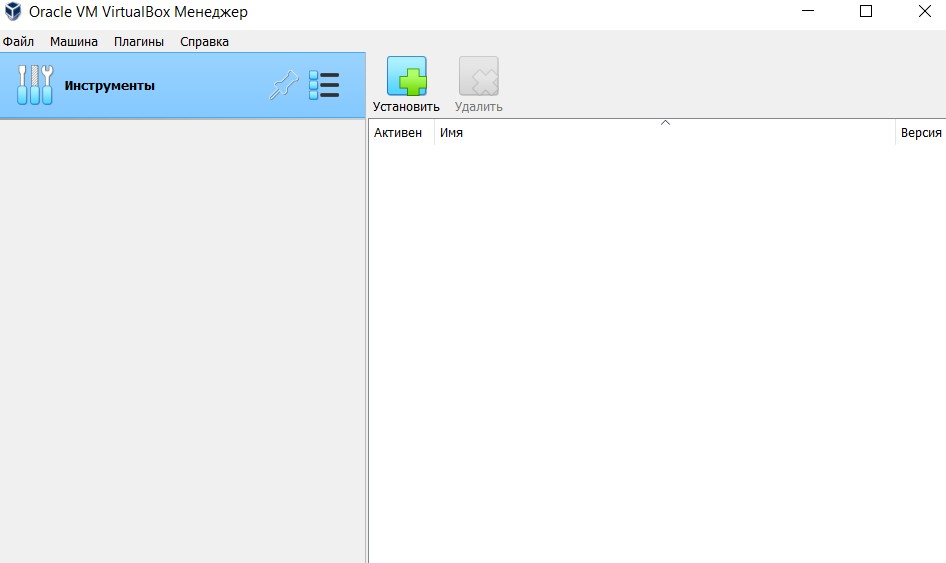 Oracle VM VirtualBox Менеджер
Файл Машина Плагины Справка
Инструменты
Установить Удалить
Активен Имя Версия